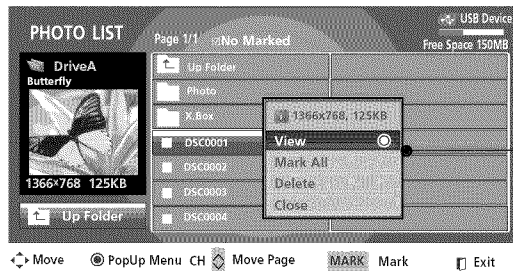 PHOTO LIST
Page 1/1 No Marked
USB Device
Free Space 150MB
DriveA
Butterfly
1366x768 125KB
Up Folder
Up Folder
Photo
X.Box
DSC0001
DSC0002
DSC0003
DSC0004
1366x768, 125KB
View
Mark All
Delete
Close
Move
PopUp Menu
CH
Move Page
MARK
Mark
Exit